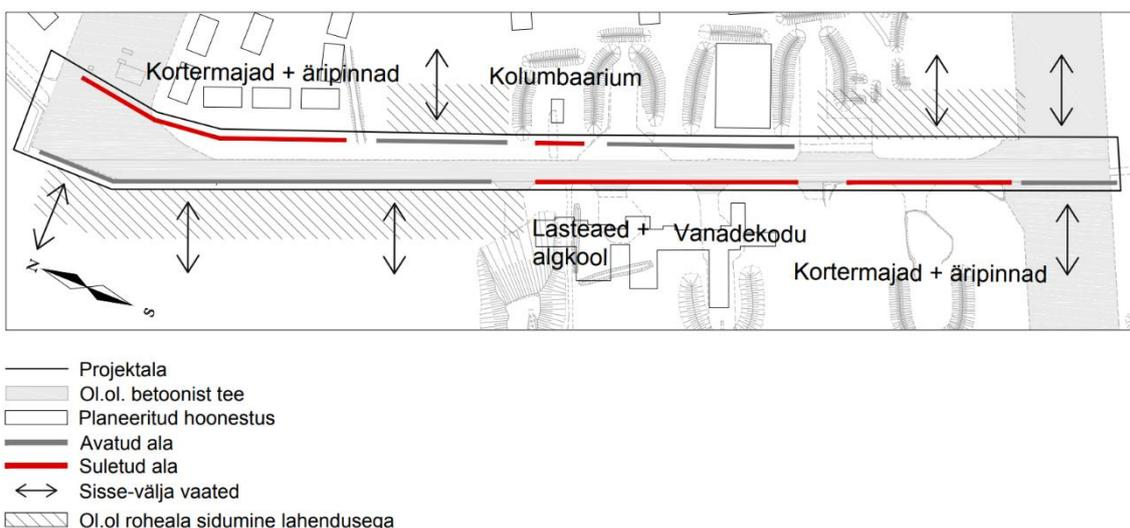 Kortermajad + äripinnad
Kolumbaarium
Lasteaed +
algkool
Vanadekodu
Kortermajad + äripinnad
N
S
Projektala
Ol.ol. betoonist tee
Planeeritud hoonestus
Avatud ala
Suletud ala
Sisse-välja vaated
Ol.ol roheala sidumine lahendusega